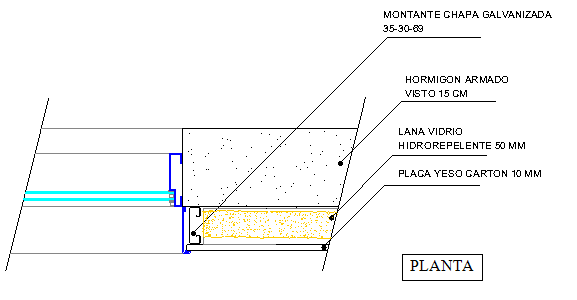 MONTANTE CHAPA GALVANIZADA
35-30-69
HORMIGON ARMADO
VISTO 15 CM
LANA VIDRIO
HIDROREPELENTE 50 MM
PLACA YESO CARTON 10 MM
PLANTA